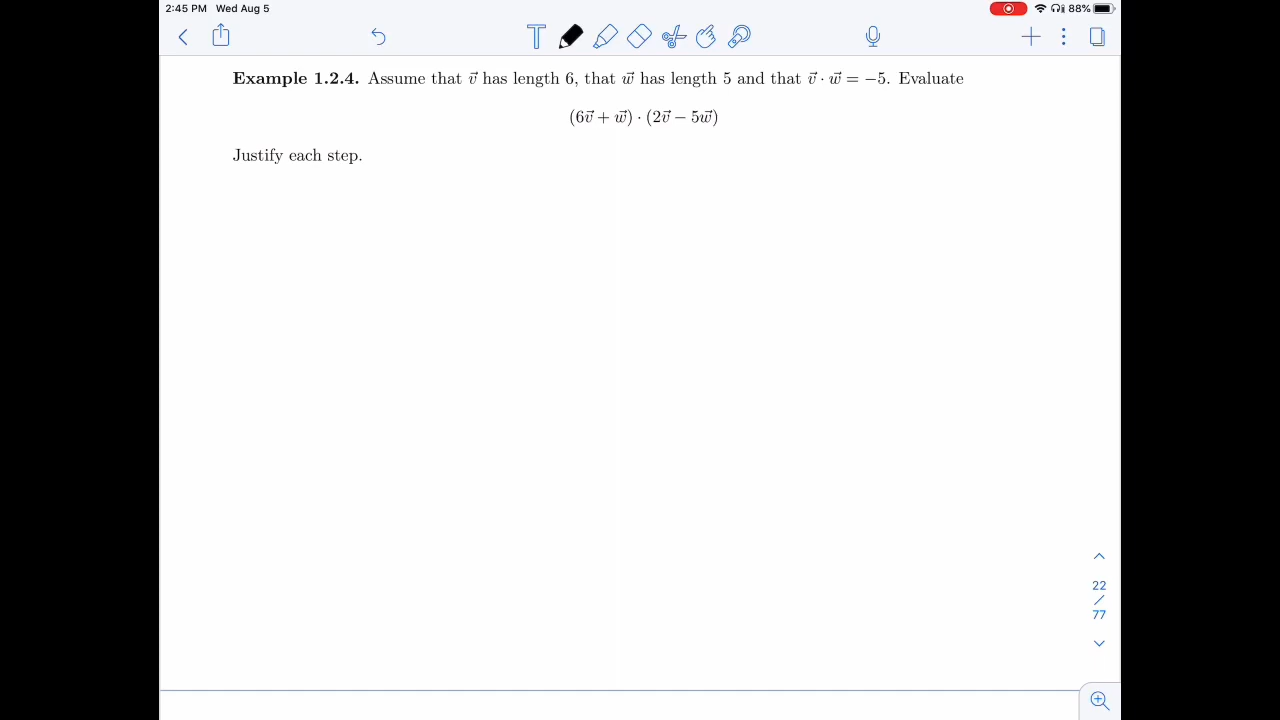 2:45 PM Wed Aug 5 88%
T
Example 1.2.4. Assume that v⃗ has length 6, that w⃗ has length 5 and that v⃗ · w⃗ = −5. Evaluate
(6v⃗ + w⃗) · (2v⃗ − 5w⃗)
Justify each step.
22
/
77